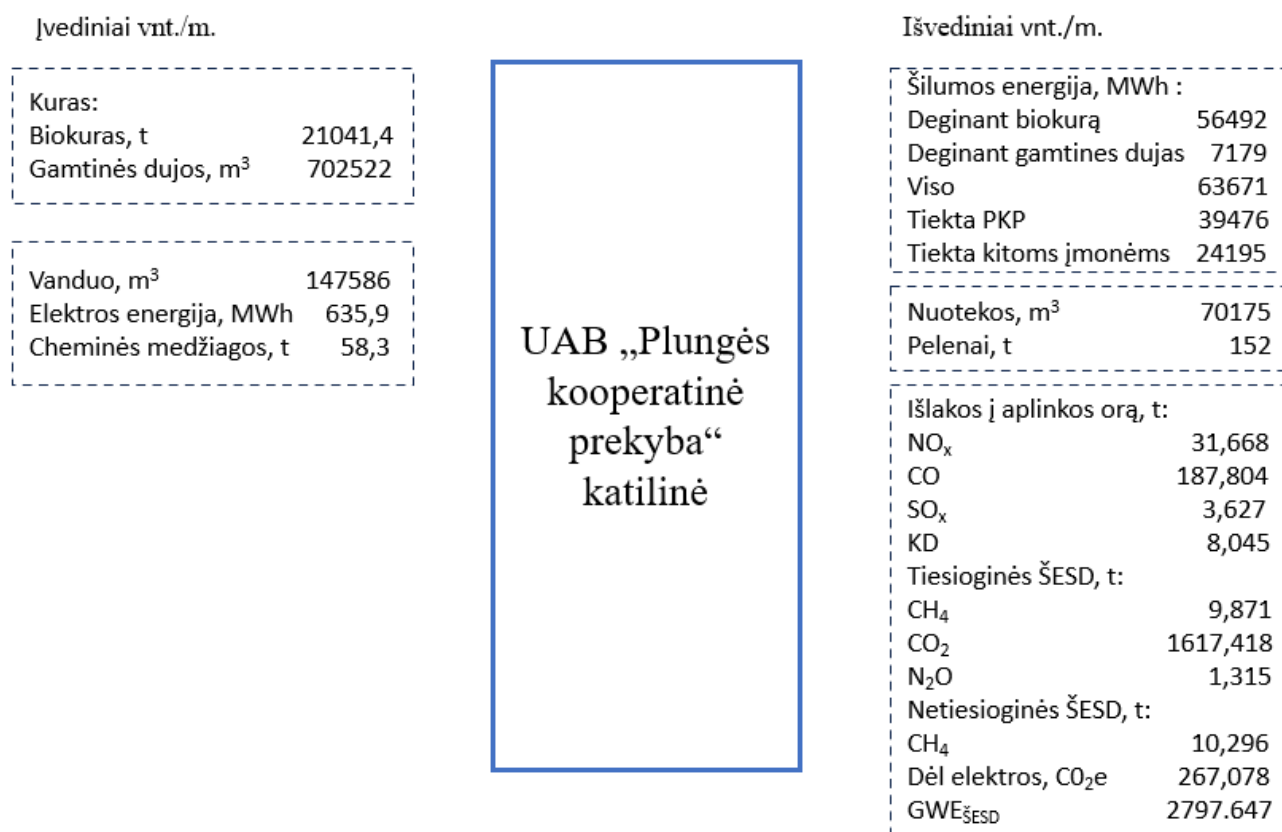 Įvediniai vnt./m.
Kuras:
Biokuras, t 21041,4
Gamtinės dujos, m³ 702522
Vanduo, m³ 147586
Elektros energija, MWh 635,9
Cheminės medžiagos, t 58,3
UAB „Plungės
kooperatinė
prekyba“
katilinė
Išvediniai vnt./m.
Šilumos energija, MWh :
Deginant biokurą 56492
Deginant gamtines dujas 7179
Viso 63671
Tiekta PKP 39476
Tiekta kitoms įmonėms 24195
Nuotekos, m³ 70175
Pelenai, t 152
Išlakos į aplinkos orą, t:
NOₓ 31,668
CO 187,804
SOₓ 3,627
KD 8,045
Tiesioginės ŠESD, t:
CH₄ 9,871
CO₂ 1617,418
N₂O 1,315
Netiesioginės ŠESD, t:
CH₄ 10,296
Dėl elektros, C0₂e 267,078
GWEŠESD 2797.647